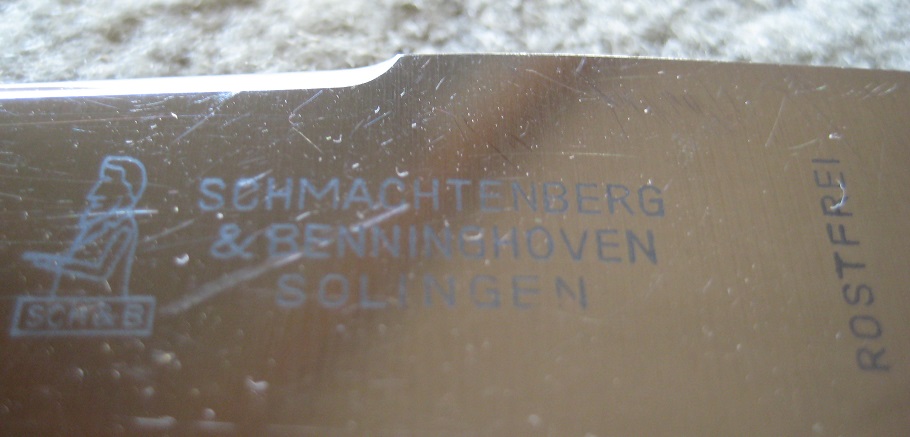 SCHMACHTENBERG
& BENNINGHOVEN
SOLINGEN
SCH & B
ROSTFREI